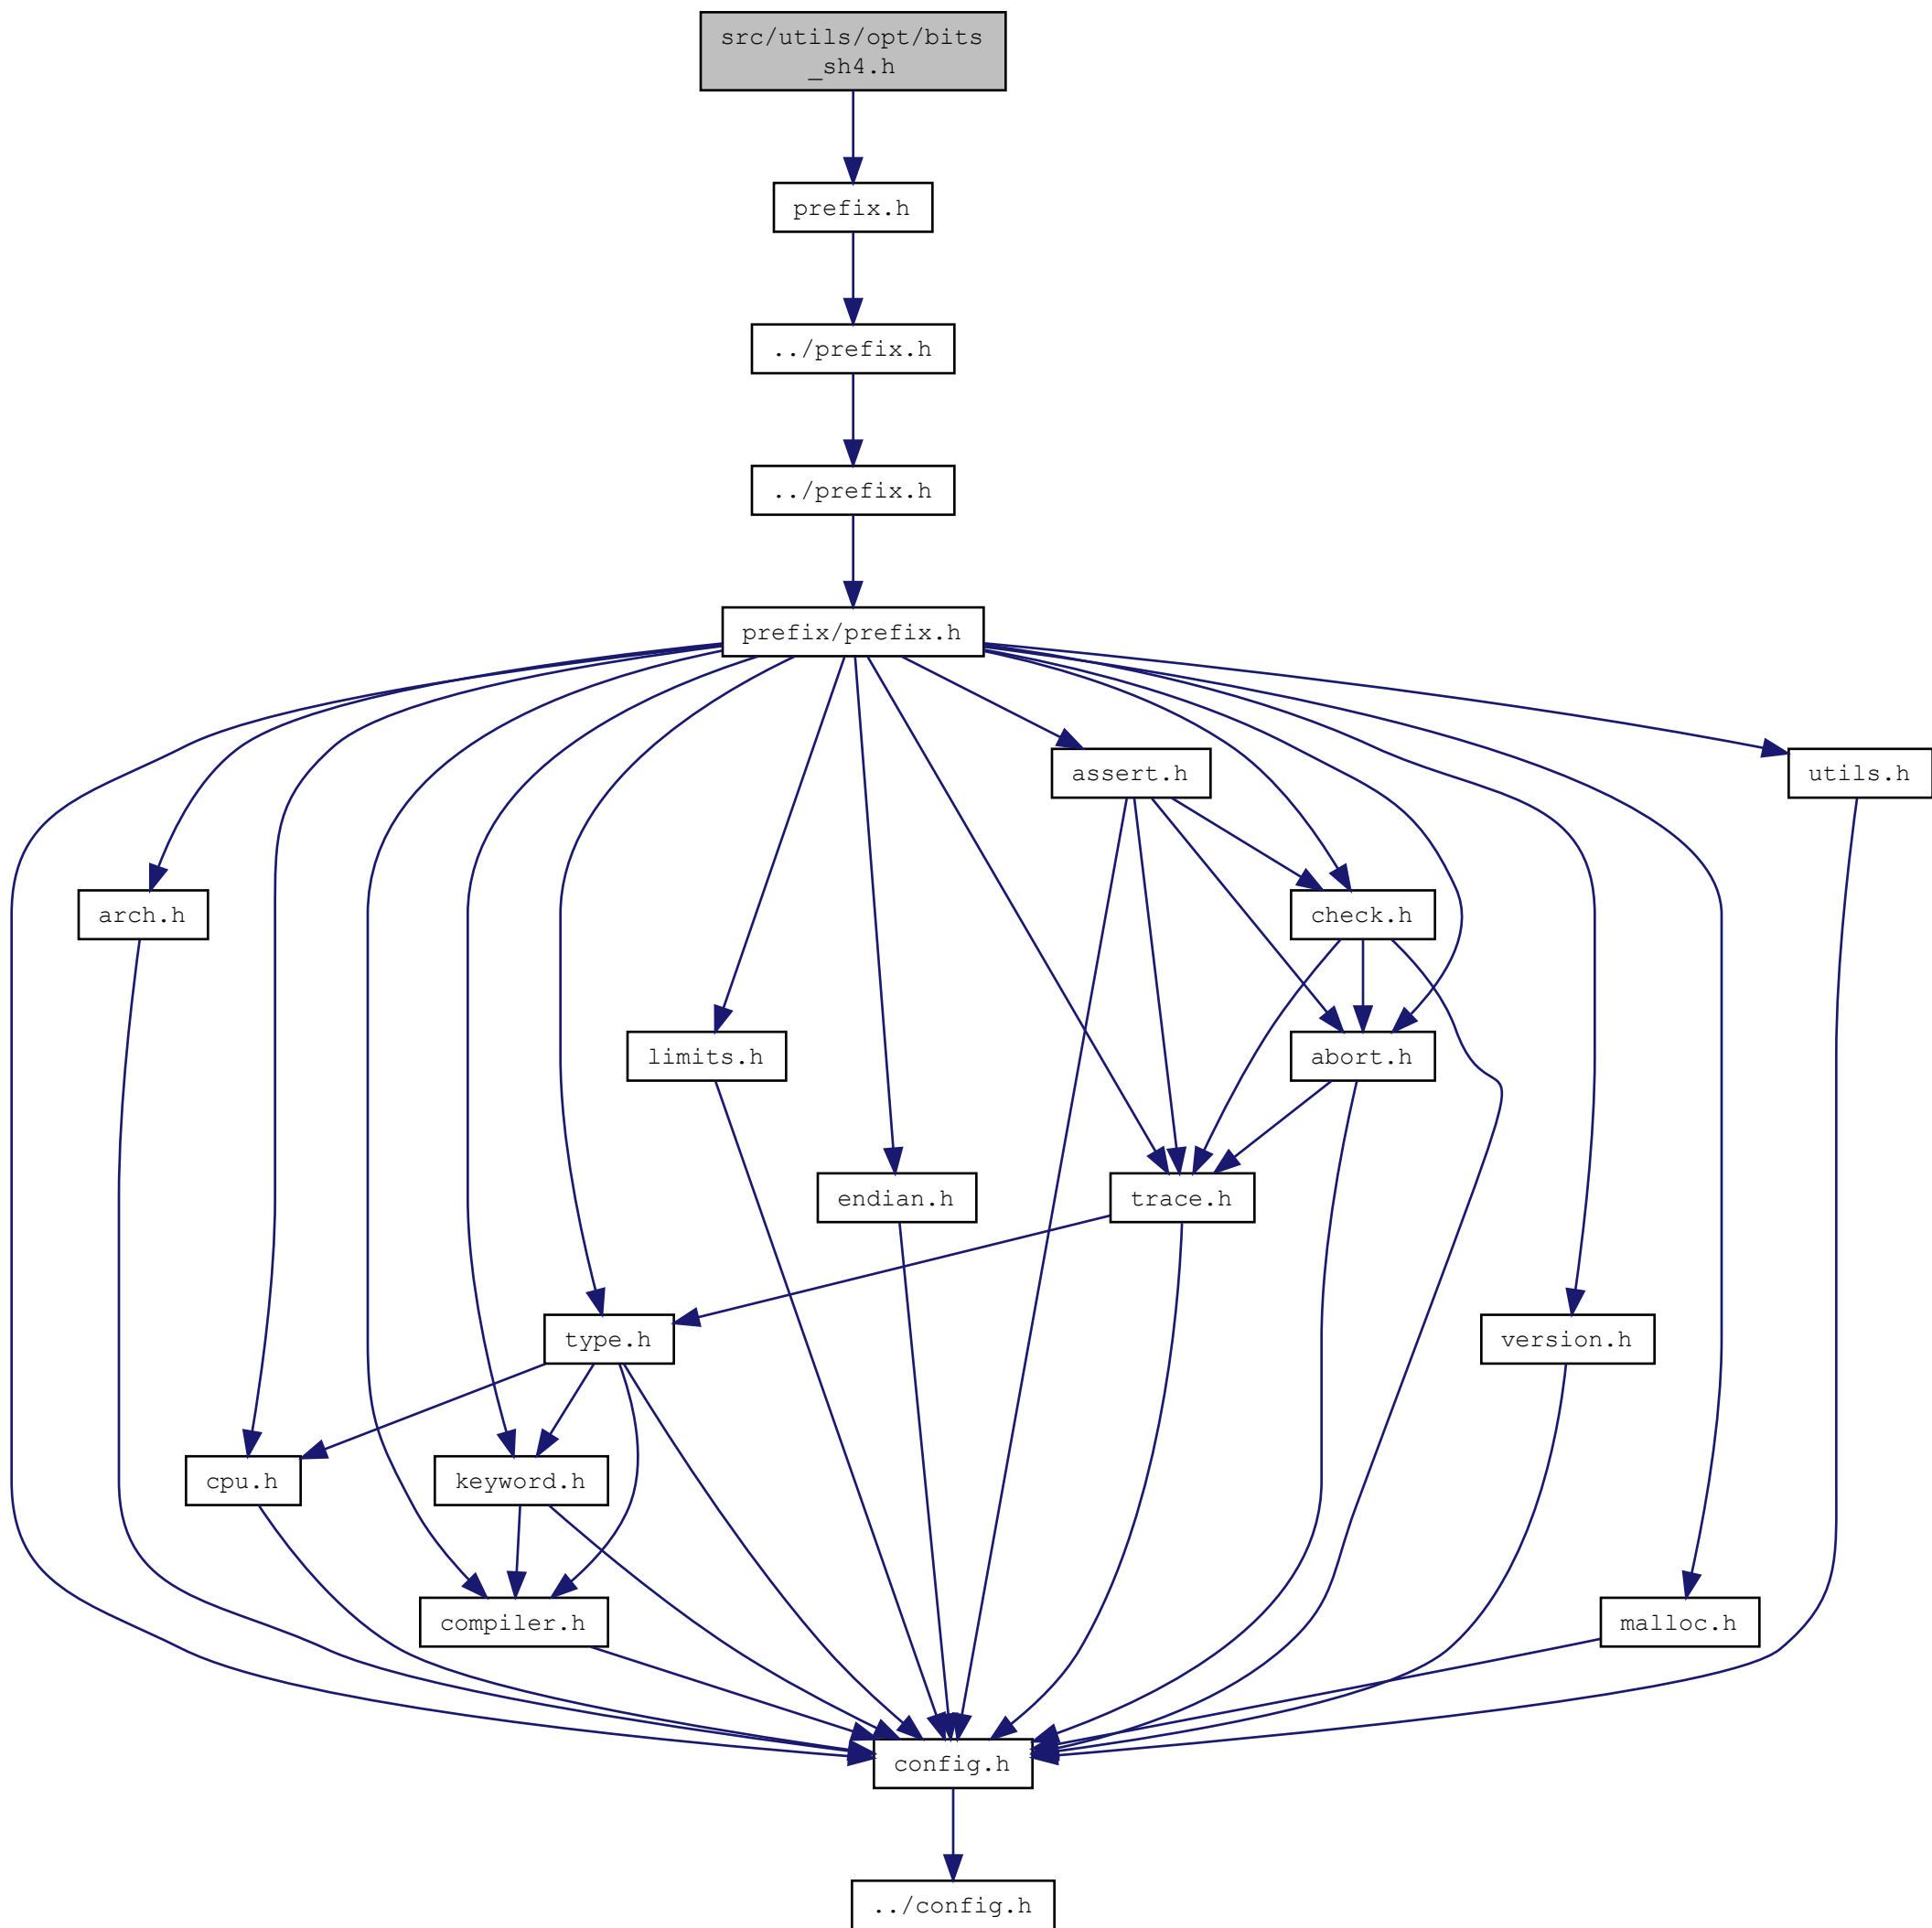 src/utils/opt/bits
_sh4.h
prefix.h
../prefix.h
../prefix.h
prefix/prefix.h
assert.h
utils.h
arch.h
check.h
limits.h
abort.h
endian.h
trace.h
type.h
version.h
cpu.h
keyword.h
compiler.h
malloc.h
config.h
../config.h